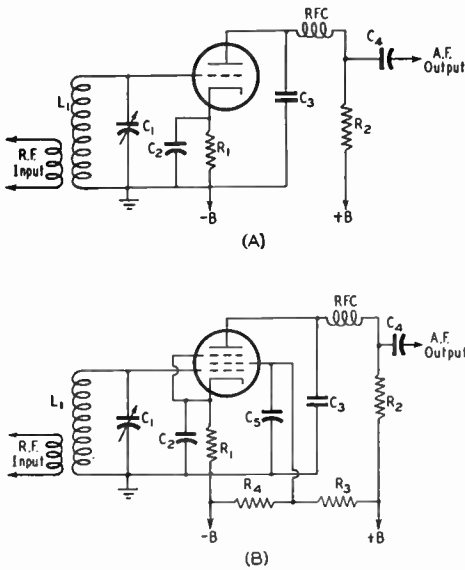 RFC
C4
A.F.
Output
L1
C1
C3
R2
C2
R1
R.F.
Input
-B
+B
(A)
RFC
C4
A.F.
Output
L1
C1
C3
R2
C2
R1
C5
R.F.
Input
R4
R3
-B
+B
(B)